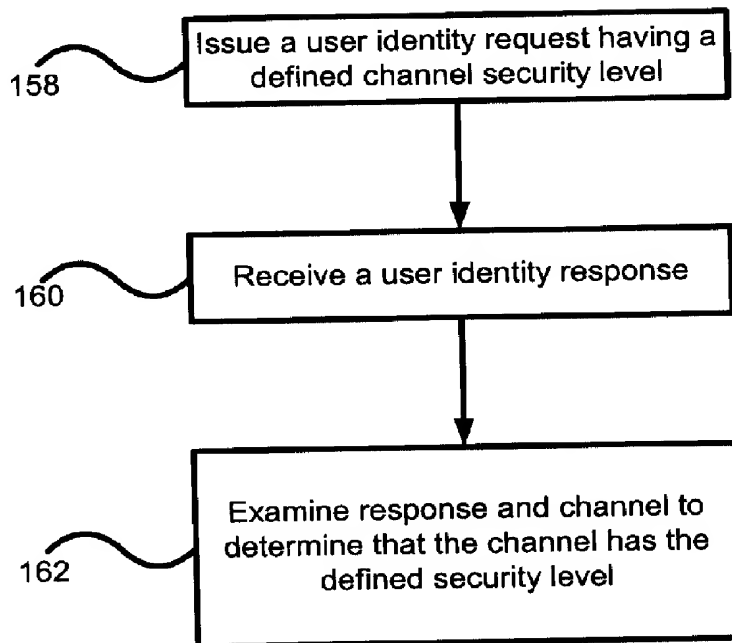 Issue a user identity request having a
defined channel security level
158
Receive a user identity response
160
Examine response and channel to
determine that the channel has the
defined security level
162